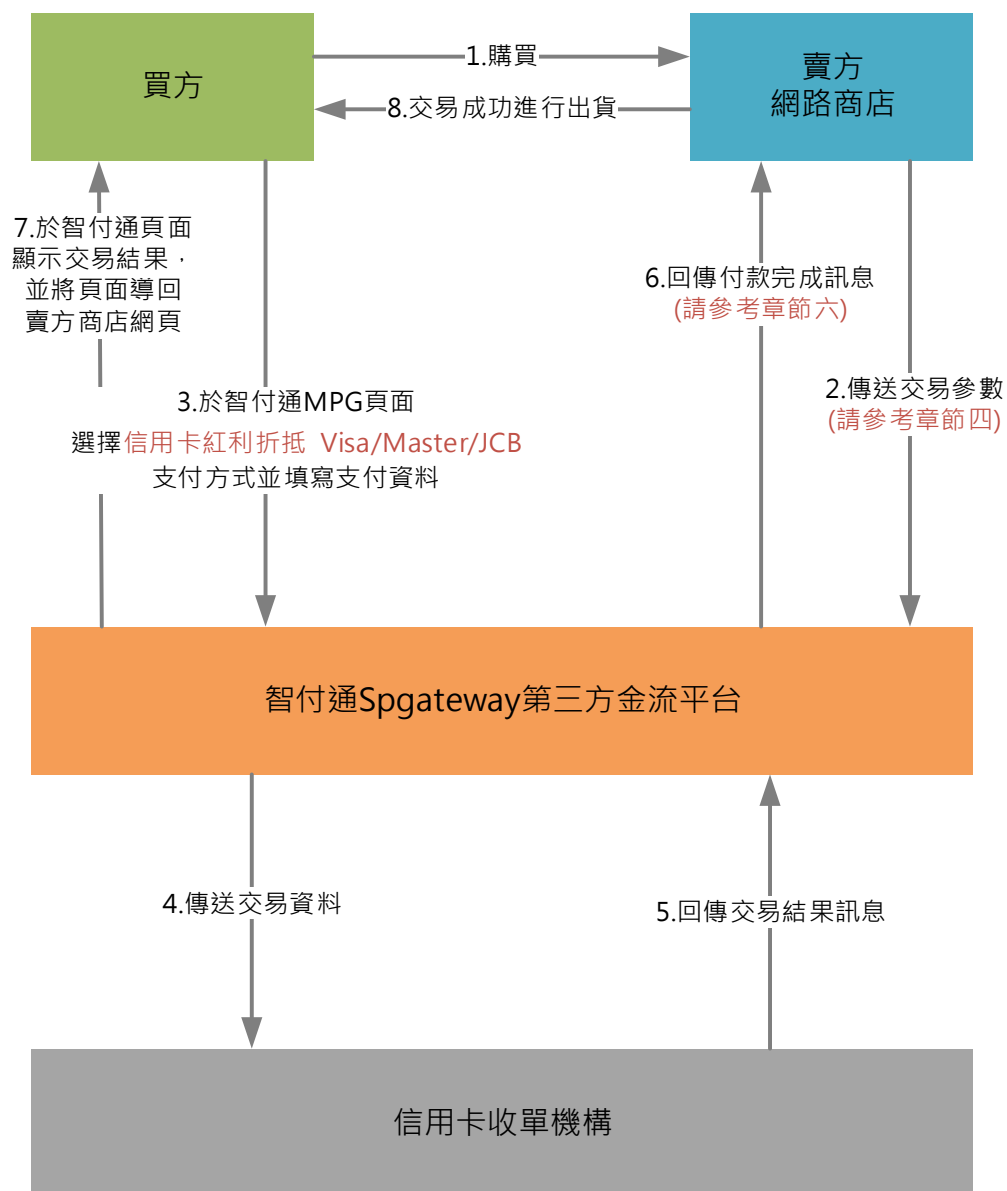 買方
1.購買
賣方
網路商店
8.交易成功進行出貨
7.於智付通頁面
顯示交易結果，
並將頁面導回
賣方商店網頁
6.回傳付款完成訊息
(請參考章節六)
3.於智付通MPG頁面
選擇信用卡紅利折抵 Visa/Master/JCB
支付方式並填寫支付資料
2.傳送交易參數
(請參考章節四)
智付通Spgateway第三方金流平台
4.傳送交易資料
5.回傳交易結果訊息
信用卡收單機構